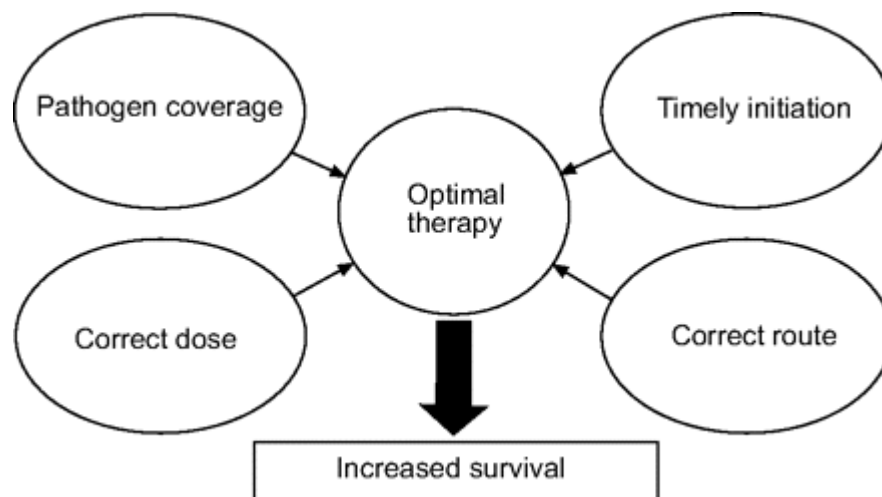 Pathogen coverage
Timely initiation
Optimal
therapy
Correct dose
Correct route
Increased survival